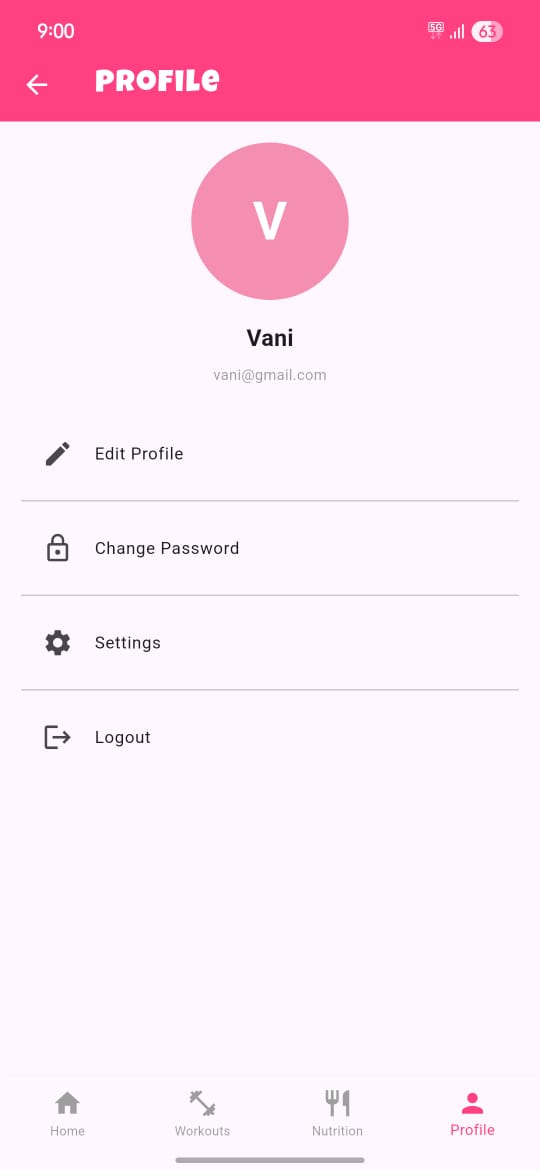 9:00
5G
63
PROFILe
V
Vani
vani@gmail.com
Edit Profile
Change Password
Settings
Logout
Home
Workouts
Nutrition
Profile